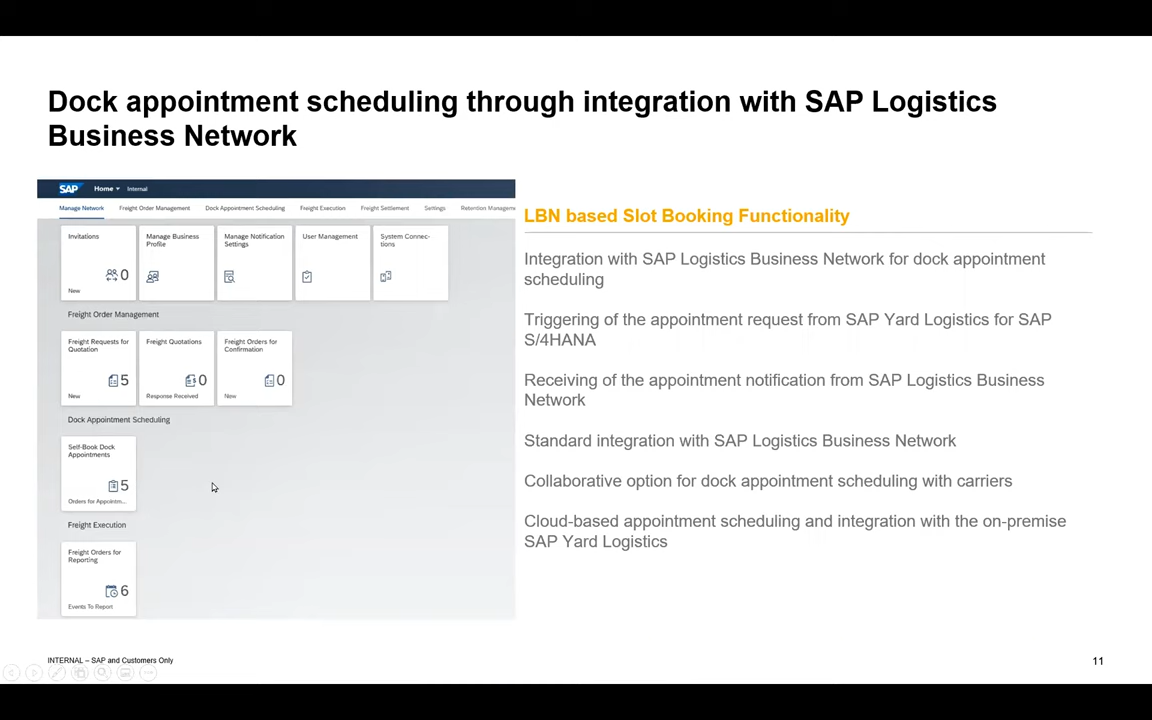 Dock appointment scheduling through integration with SAP Logistics
Business Network
SAP Home Internal
Manage Network Freight Order Management Dock Appointment Scheduling Freight Execution Freight Settlement Settings Retention Manageme
Invitations
0
New
Manage Business
Profile
Manage Notification
Settings
User Management
System Connec-
tions
Freight Order Management
Freight Requests for
Quotation
5
New
Freight Quotations
0
Response Received
Freight Orders for
Confirmation
0
New
Dock Appointment Scheduling
Self-Book Dock
Appointments
5
Orders for Appointm...
Freight Execution
Freight Orders for
Reporting
6
Events To Report
LBN based Slot Booking Functionality
Integration with SAP Logistics Business Network for dock appointment
scheduling
Triggering of the appointment request from SAP Yard Logistics for SAP
S/4HANA
Receiving of the appointment notification from SAP Logistics Business
Network
Standard integration with SAP Logistics Business Network
Collaborative option for dock appointment scheduling with carriers
Cloud-based appointment scheduling and integration with the on-premise
SAP Yard Logistics
INTERNAL – SAP and Customers Only
11